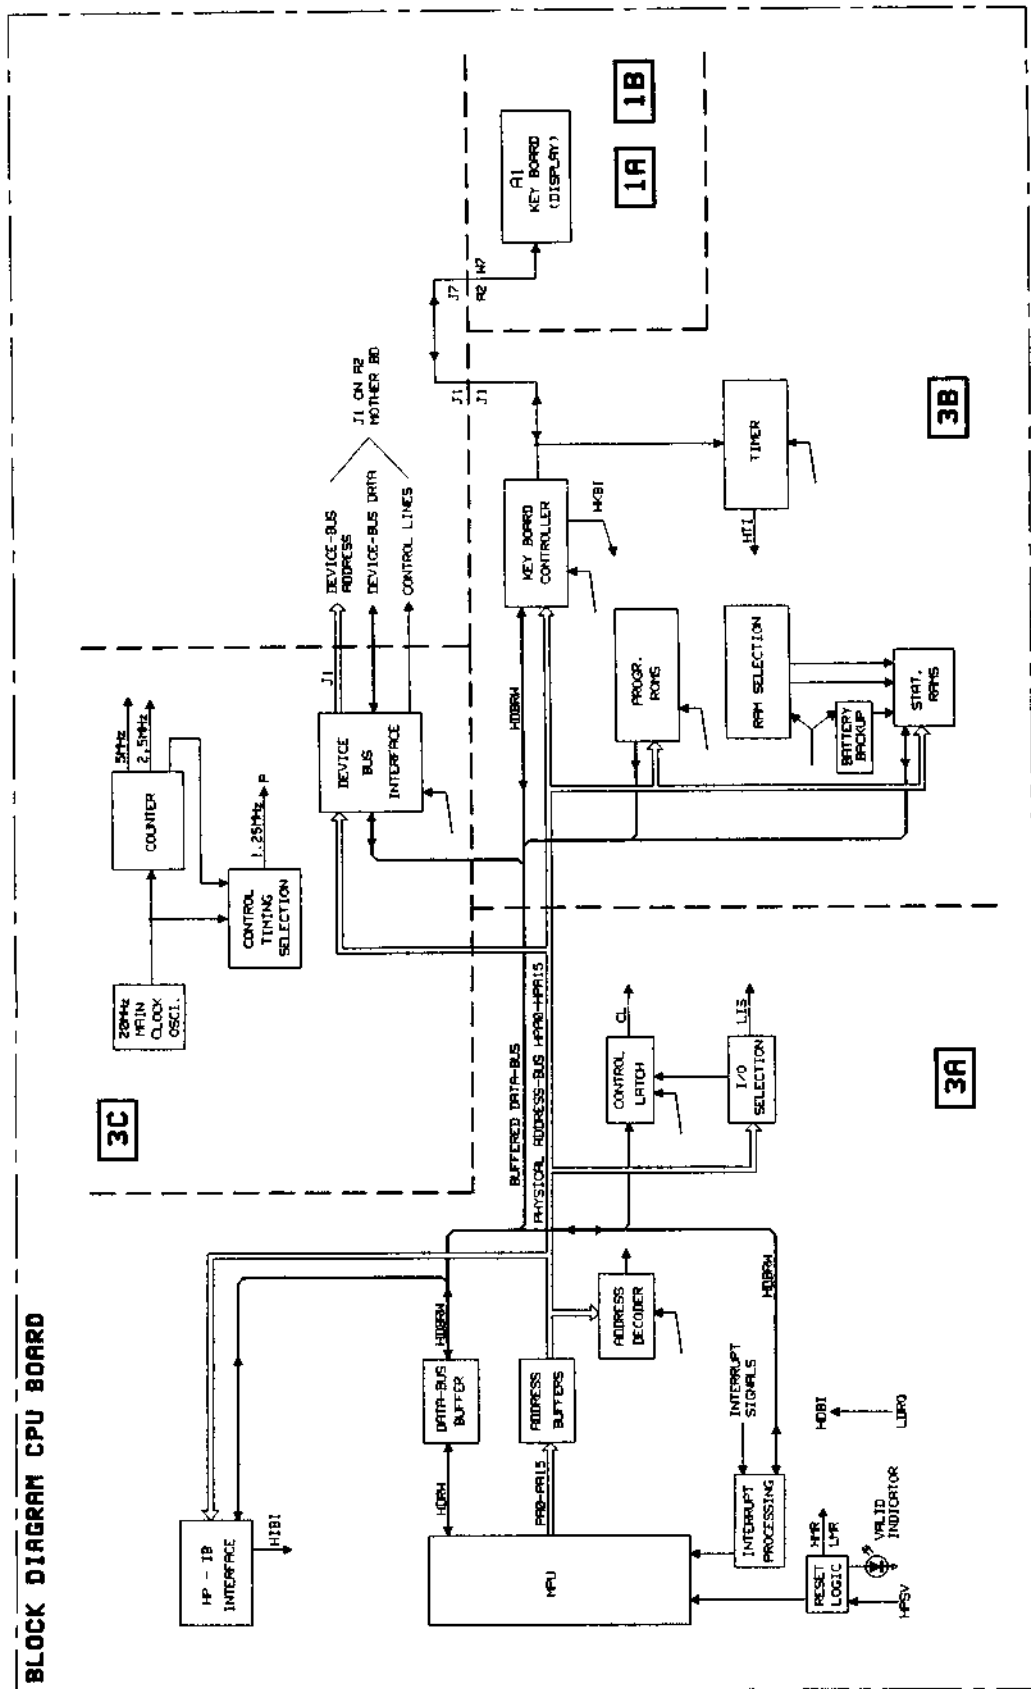 BLOCK DIAGRAM CPU BOARD
HP - IB
INTERFACE
HIBI
MPU
HDRW
DATA-BUS
BUFFER
HDBRW
PA0-PA15
ADDRESS
BUFFERS
ADDRESS
DECODER
INTERRUPT
SIGNALS
INTERRUPT
PROCESSING
HDBRW
RESET
LOGIC
HMR
LMR
VALID
INDICATOR
HPSV
HDBI
LDRQ
3C
20MHz
MAIN
CLOCK
OSCI.
COUNTER
5MHz
2,5MHz
CONTROL
TIMING
SELECTION
1.25MHz
P
BUFFERED DATA-BUS
PHYSICAL ADDRESS-BUS HPA0-HPA15
CONTROL
LATCH
CL
I/O
SELECTION
LIS
3A
DEVICE
BUS
INTERFACE
J1
DEVICE-BUS
ADDRESS
DEVICE-BUS DATA
CONTROL LINES
J1 ON A2
MOTHER BD
HDBRW
KEY BOARD
CONTROLLER
HKBI
PROGR.
ROMS
RAM SELECTION
BATTERY
BACKUP
STAT.
RAMS
TIMER
HTI
3B
J1
J1
J7
A2
W7
A1
KEY BOARD
(DISPLAY)
1A
1B